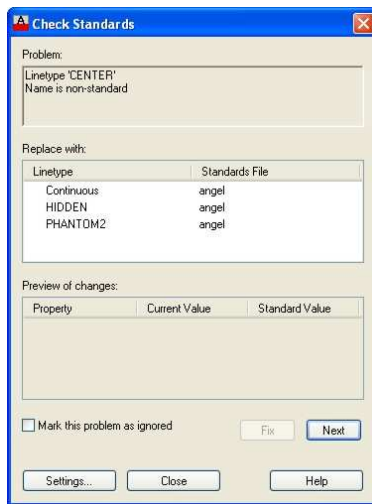 Check Standards
Problem:
Linetype 'CENTER'
Name is non-standard
Replace with:
Linetype Standards File
Continuous angel
HIDDEN angel
PHANTOM2 angel
Preview of changes:
Property Current Value Standard Value
Mark this problem as ignored Fix Next
Settings... Close Help